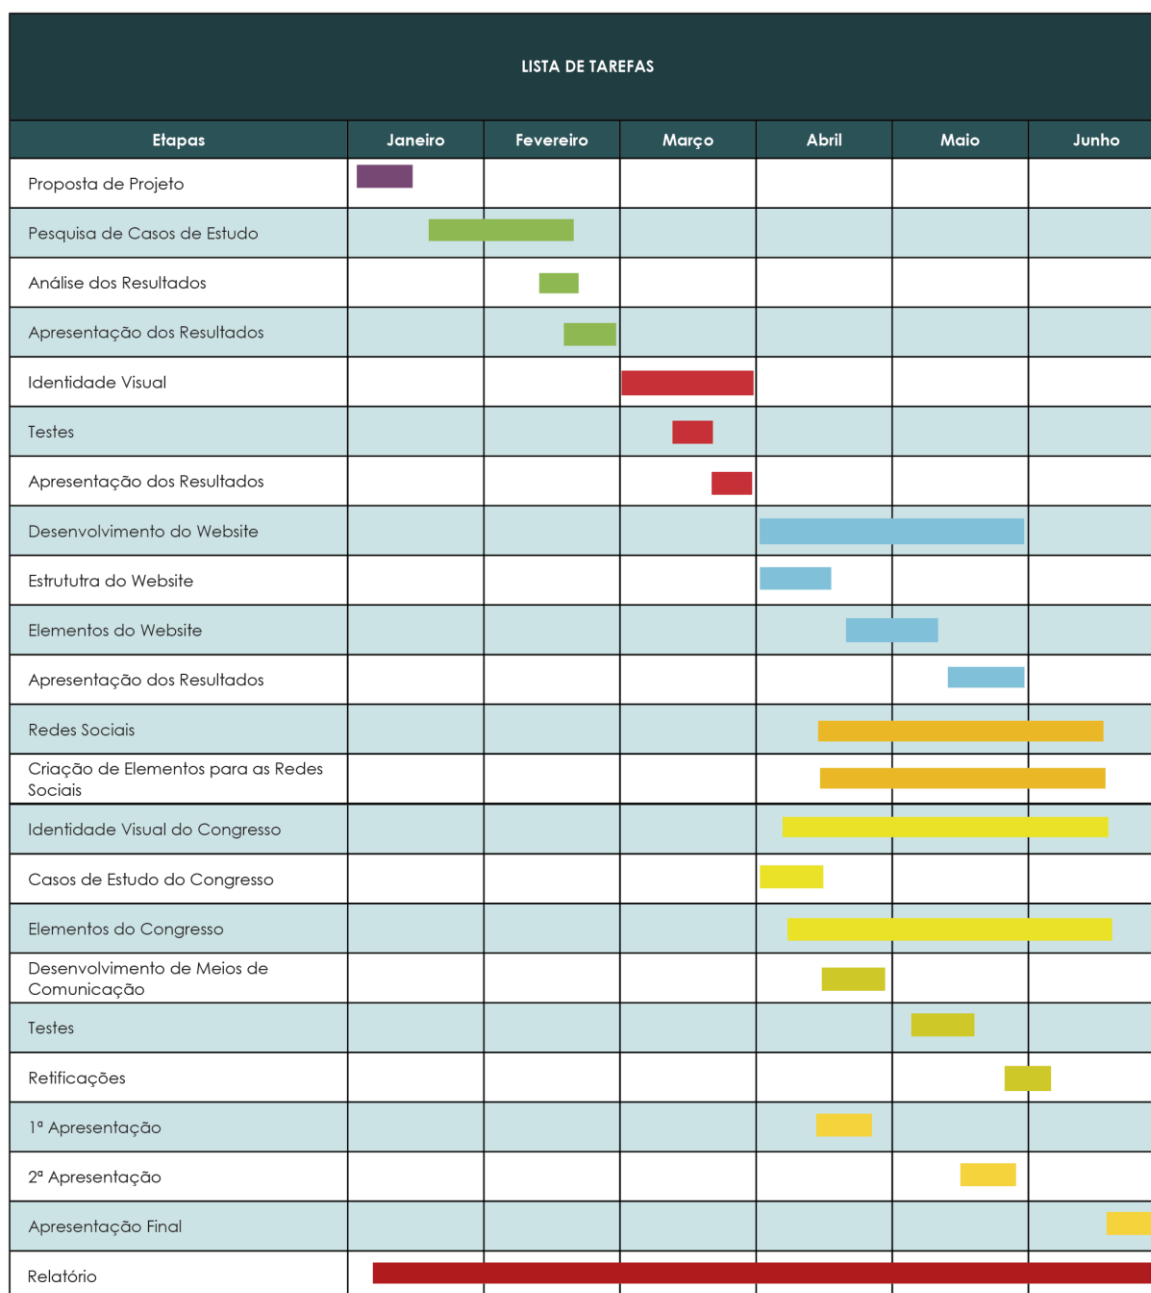 LISTA DE TAREFAS
Etapas Janeiro Fevereiro Março Abril Maio Junho
Proposta de Projeto
Pesquisa de Casos de Estudo
Análise dos Resultados
Apresentação dos Resultados
Identidade Visual
Testes
Apresentação dos Resultados
Desenvolvimento do Website
Estrututra do Website
Elementos do Website
Apresentação dos Resultados
Redes Sociais
Criação de Elementos para as Redes
Sociais
Identidade Visual do Congresso
Casos de Estudo do Congresso
Elementos do Congresso
Desenvolvimento de Meios de
Comunicação
Testes
Retificações
1ª Apresentação
2ª Apresentação
Apresentação Final
Relatório